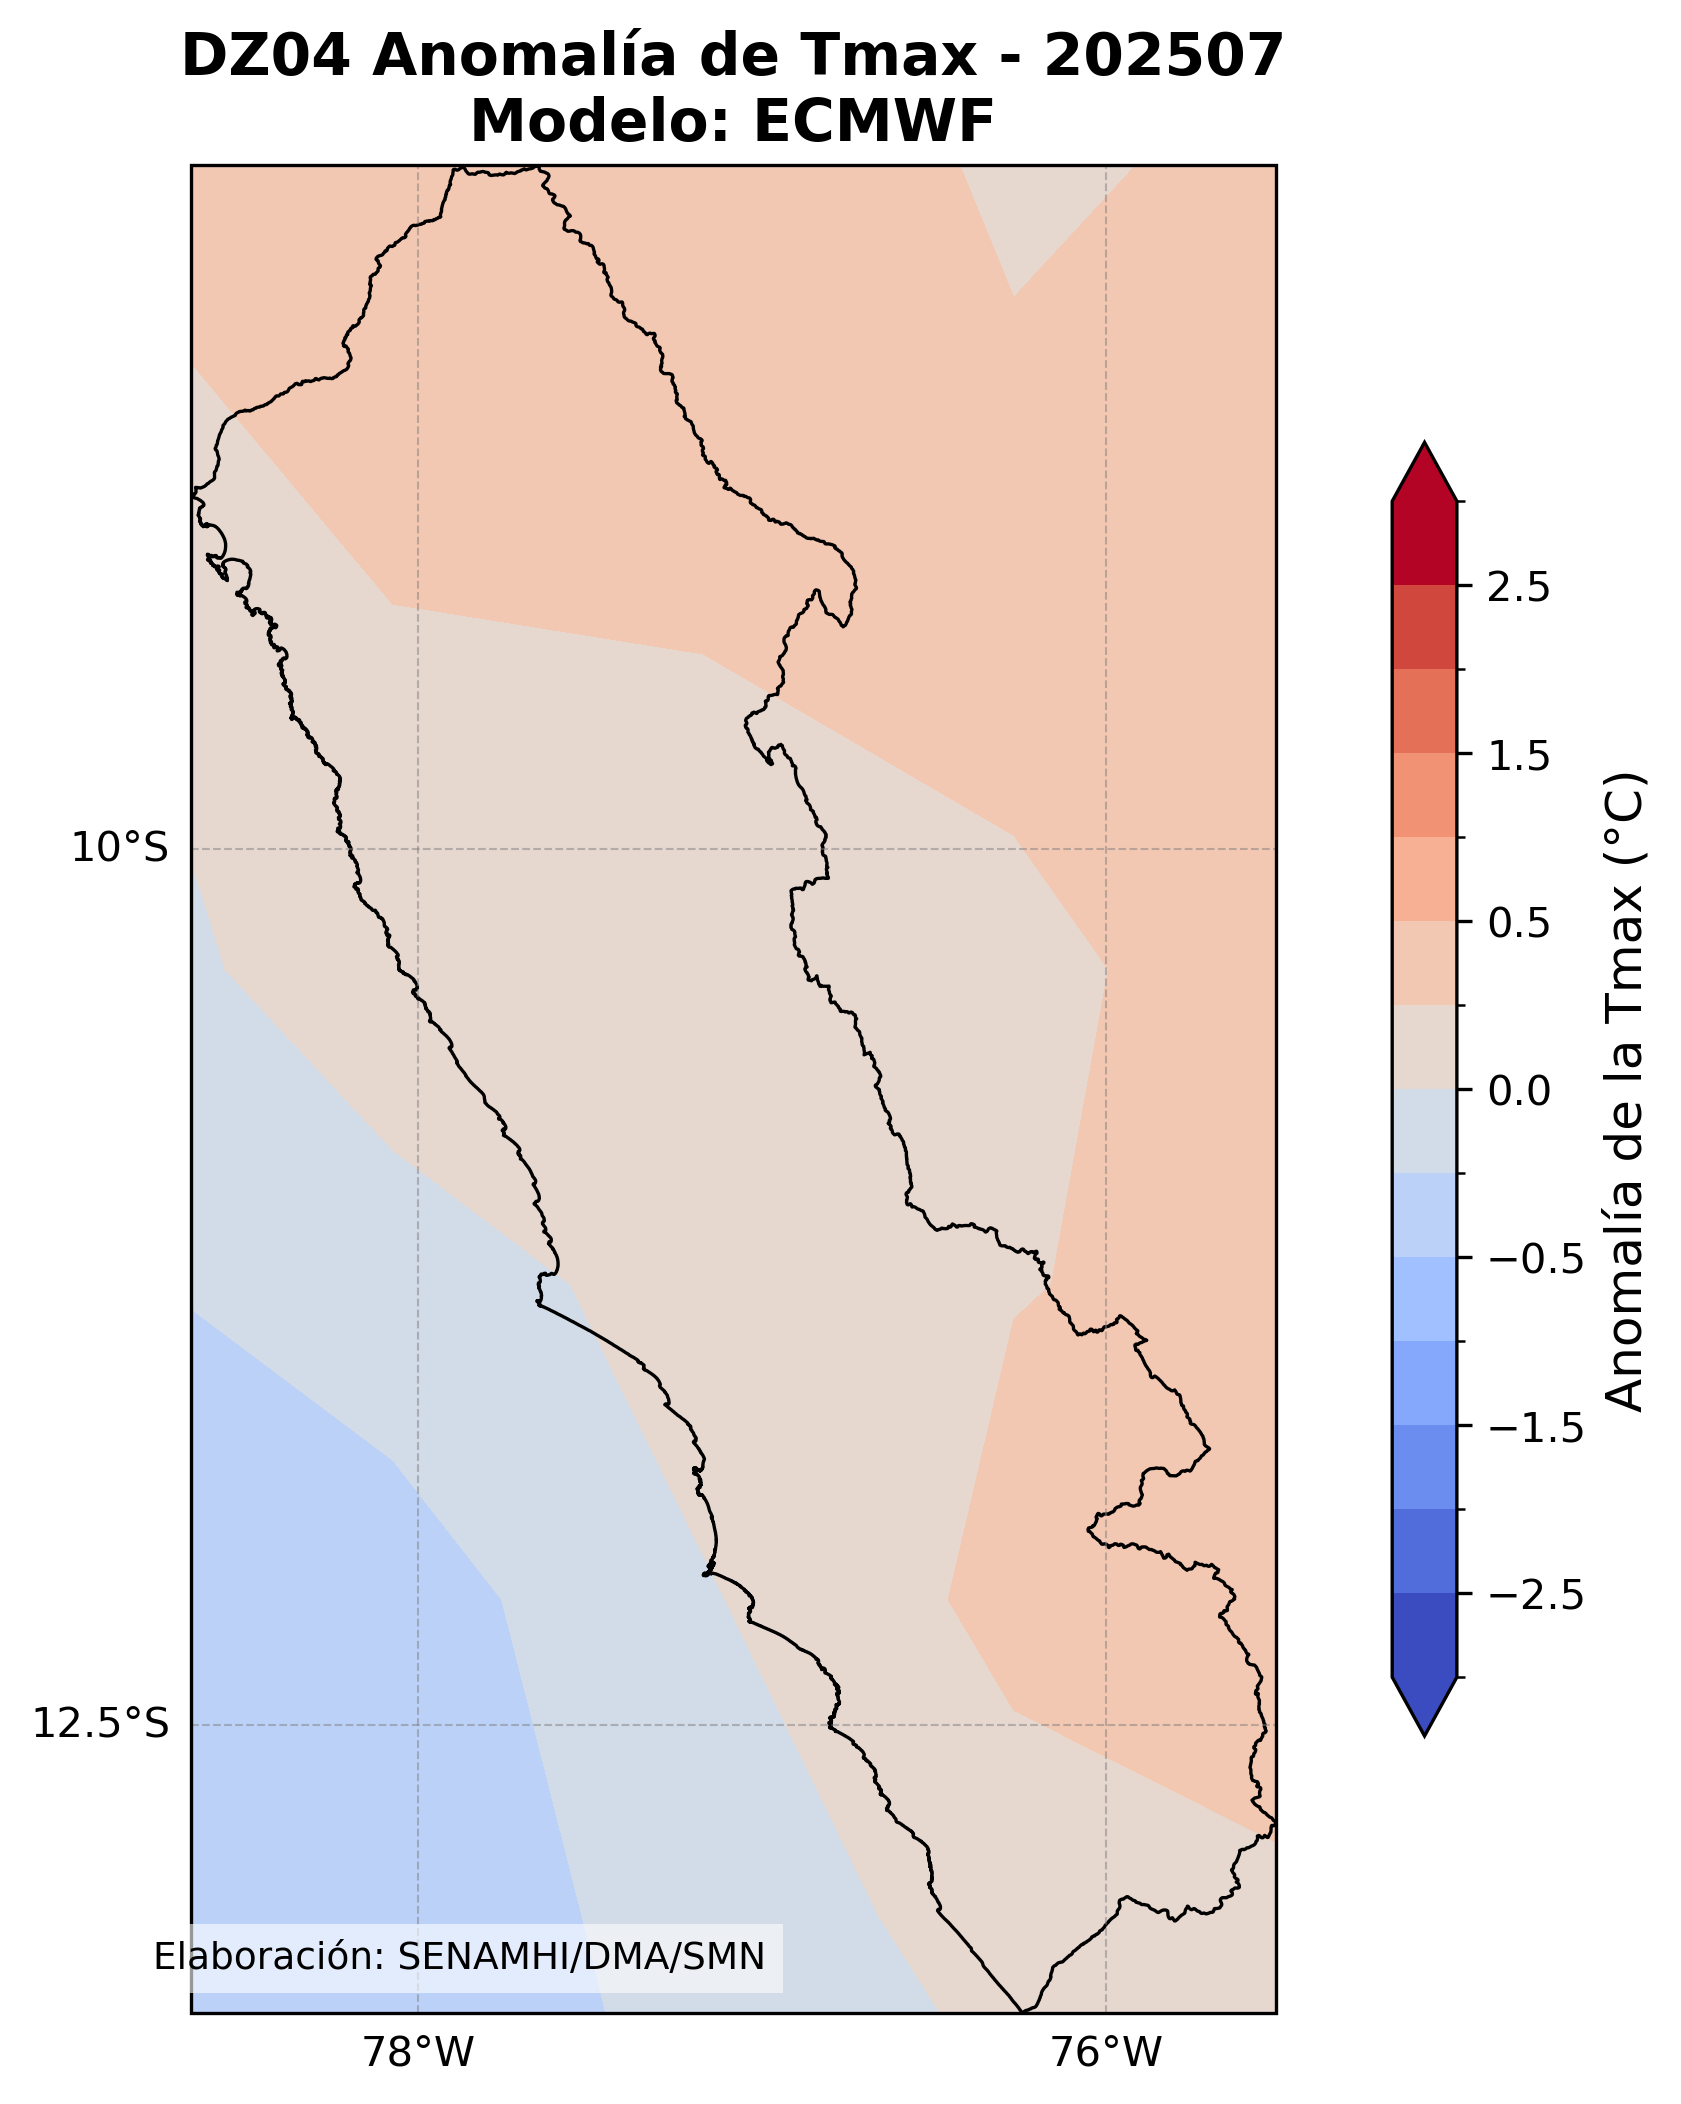 DZ04 Anomalía de Tmax - 202507
Modelo: ECMWF
10°S
12.5°S
78°W
76°W
Elaboración: SENAMHI/DMA/SMN
2.5
1.5
0.5
0.0
−0.5
−1.5
−2.5
Anomalía de la Tmax (°C)